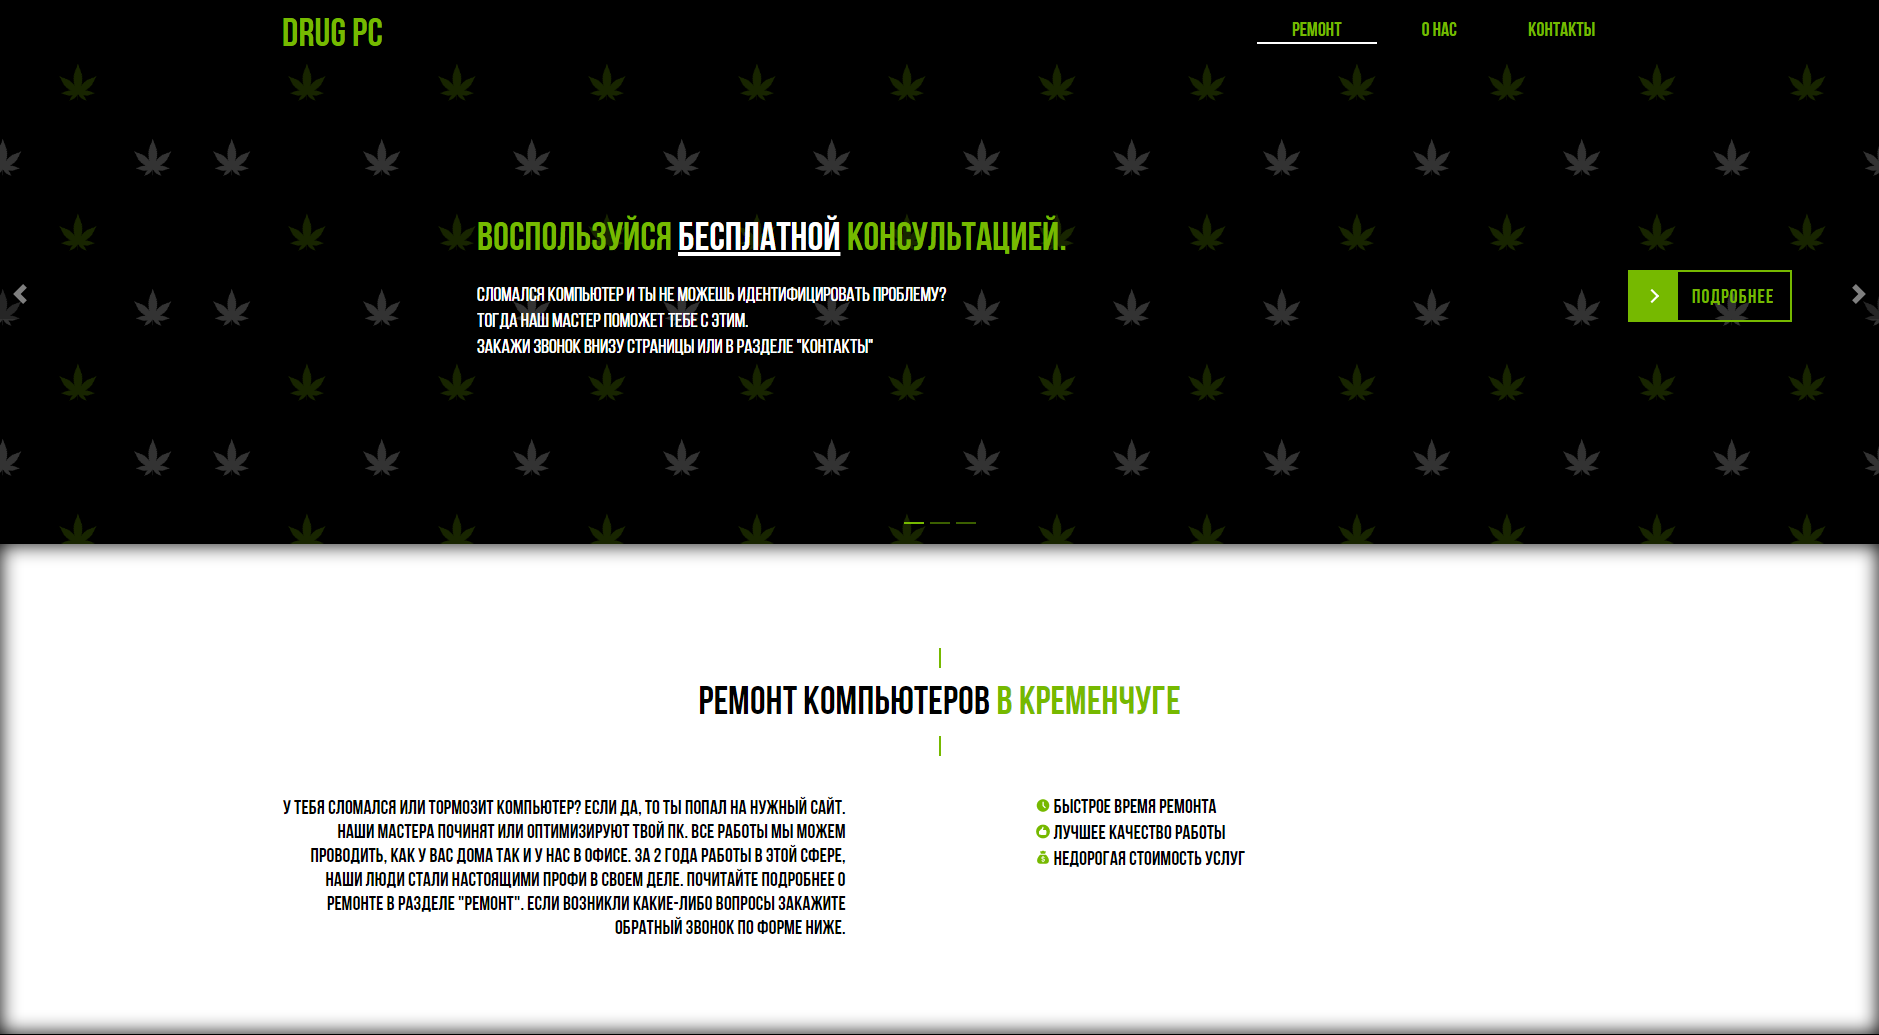 DRUG PC
РЕМОНТ
О НАС
КОНТАКТЫ
ВОСПОЛЬЗУЙСЯ БЕСПЛАТНОЙ КОНСУЛЬТАЦИЕЙ.
СЛОМАЛСЯ КОМПЬЮТЕР И ТЫ НЕ МОЖЕШЬ ИДЕНТИФИЦИРОВАТЬ ПРОБЛЕМУ?
ТОГДА НАШ МАСТЕР ПОМОЖЕТ ТЕБЕ С ЭТИМ.
ЗАКАЖИ ЗВОНОК ВНИЗУ СТРАНИЦЫ ИЛИ В РАЗДЕЛЕ "КОНТАКТЫ"
ПОДРОБНЕЕ
РЕМОНТ КОМПЬЮТЕРОВ В КРЕМЕНЧУГЕ
У ТЕБЯ СЛОМАЛСЯ ИЛИ ТОРМОЗИТ КОМПЬЮТЕР? ЕСЛИ ДА, ТО ТЫ ПОПАЛ НА НУЖНЫЙ САЙТ.
НАШИ МАСТЕРА ПОЧИНЯТ ИЛИ ОПТИМИЗИРУЮТ ТВОЙ ПК. ВСЕ РАБОТЫ МЫ МОЖЕМ
ПРОВОДИТЬ, КАК У ВАС ДОМА ТАК И У НАС В ОФИСЕ. ЗА 2 ГОДА РАБОТЫ В ЭТОЙ СФЕРЕ,
НАШИ ЛЮДИ СТАЛИ НАСТОЯЩИМИ ПРОФИ В СВОЕМ ДЕЛЕ. ПОЧИТАЙТЕ ПОДРОБНЕЕ О
РЕМОНТЕ В РАЗДЕЛЕ "РЕМОНТ". ЕСЛИ ВОЗНИКЛИ КАКИЕ-ЛИБО ВОПРОСЫ ЗАКАЖИТЕ
ОБРАТНЫЙ ЗВОНОК ПО ФОРМЕ НИЖЕ.
БЫСТРОЕ ВРЕМЯ РЕМОНТА
ЛУЧШЕЕ КАЧЕСТВО РАБОТЫ
НЕДОРОГАЯ СТОИМОСТЬ УСЛУГ